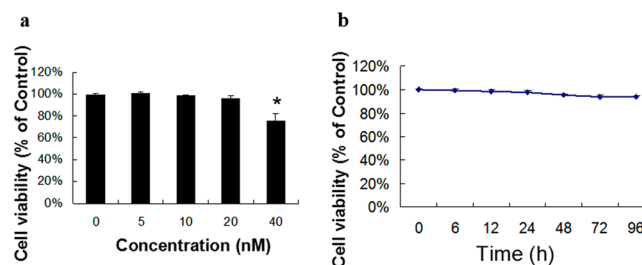 a
Cell viability (% of Control)
120%
100%
80%
60%
40%
20%
0%
*
0 5 10 20 40
Concentration (nM)
b
Cell viability (% of Control)
120%
100%
80%
60%
40%
20%
0%
0 6 12 24 48 72 96
Time (h)